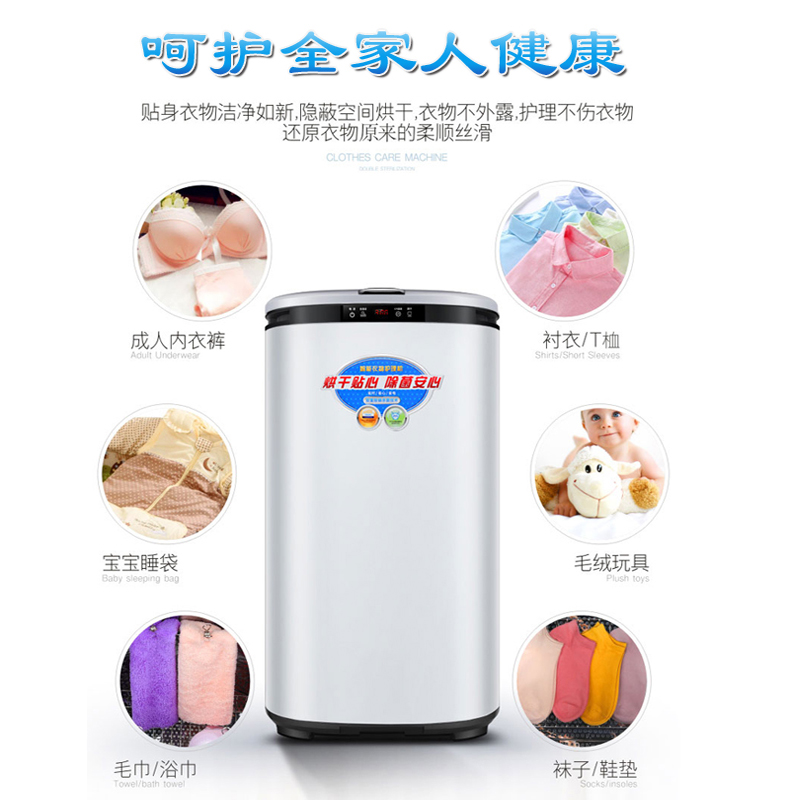 呵护全家人健康
贴身衣物洁净如新,隐蔽空间烘干,衣物不外露,护理不伤衣物
还原衣物原来的柔顺丝滑
CLOTHES CARE MACHINE
DOUBLE STERILIZATION
成人内衣裤
Adult Underwear
衬衣/T桖
Shirts/Short Sleeves
烘干贴心 除菌安心
宝宝睡袋
Baby sleeping bag
毛绒玩具
Plush toys
毛巾/浴巾
Towel/bath towel
袜子/鞋垫
Socks/insoles